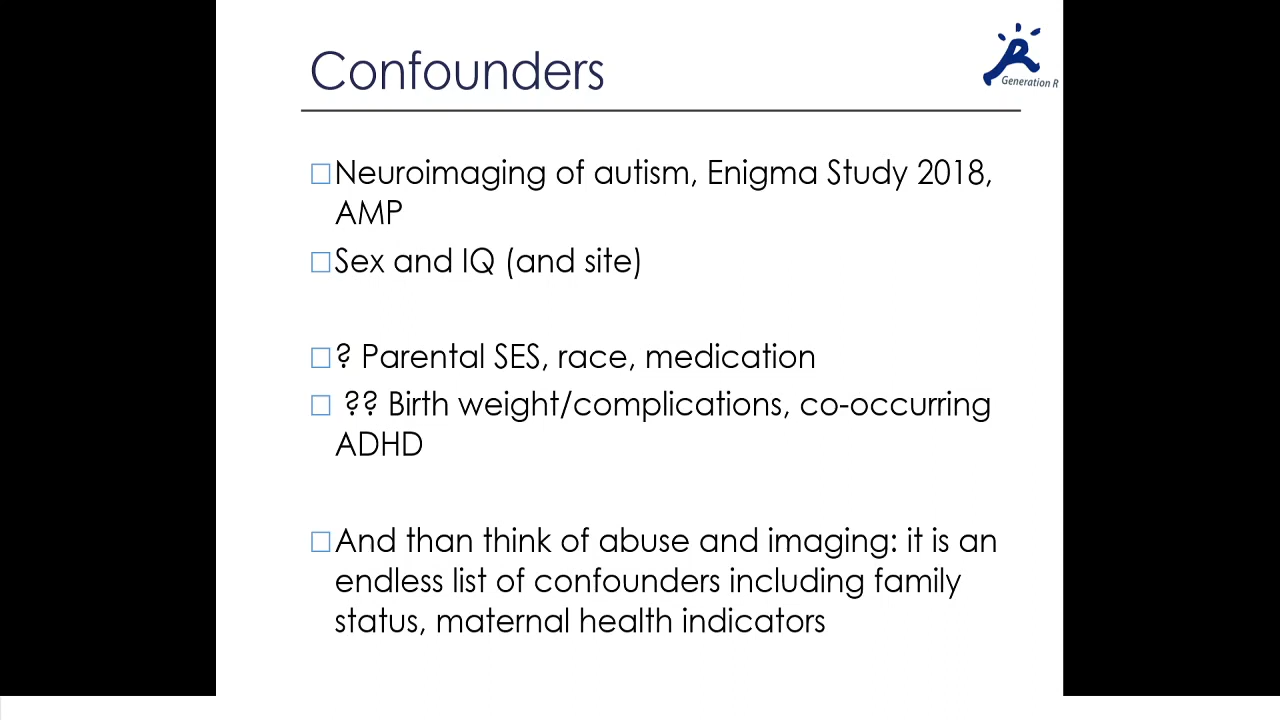 Confounders
Generation R
Neuroimaging of autism, Enigma Study 2018,
AMP
Sex and IQ (and site)
? Parental SES, race, medication
?? Birth weight/complications, co-occurring
ADHD
And than think of abuse and imaging: it is an
endless list of confounders including family
status, maternal health indicators